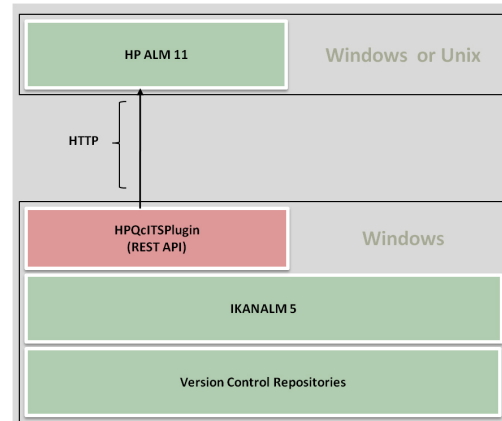 HP ALM 11
Windows or Unix
HTTP
HPQcITSPlugin
(REST API)
Windows
IKANALM 5
Version Control Repositories